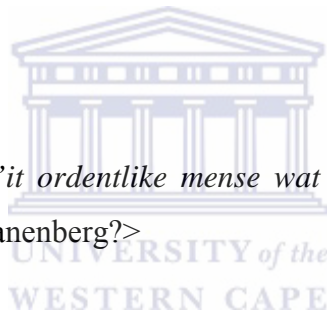 ’it ordentlike mense wat
anenberg?>
UNIVERSITY of the
WESTERN CAPE